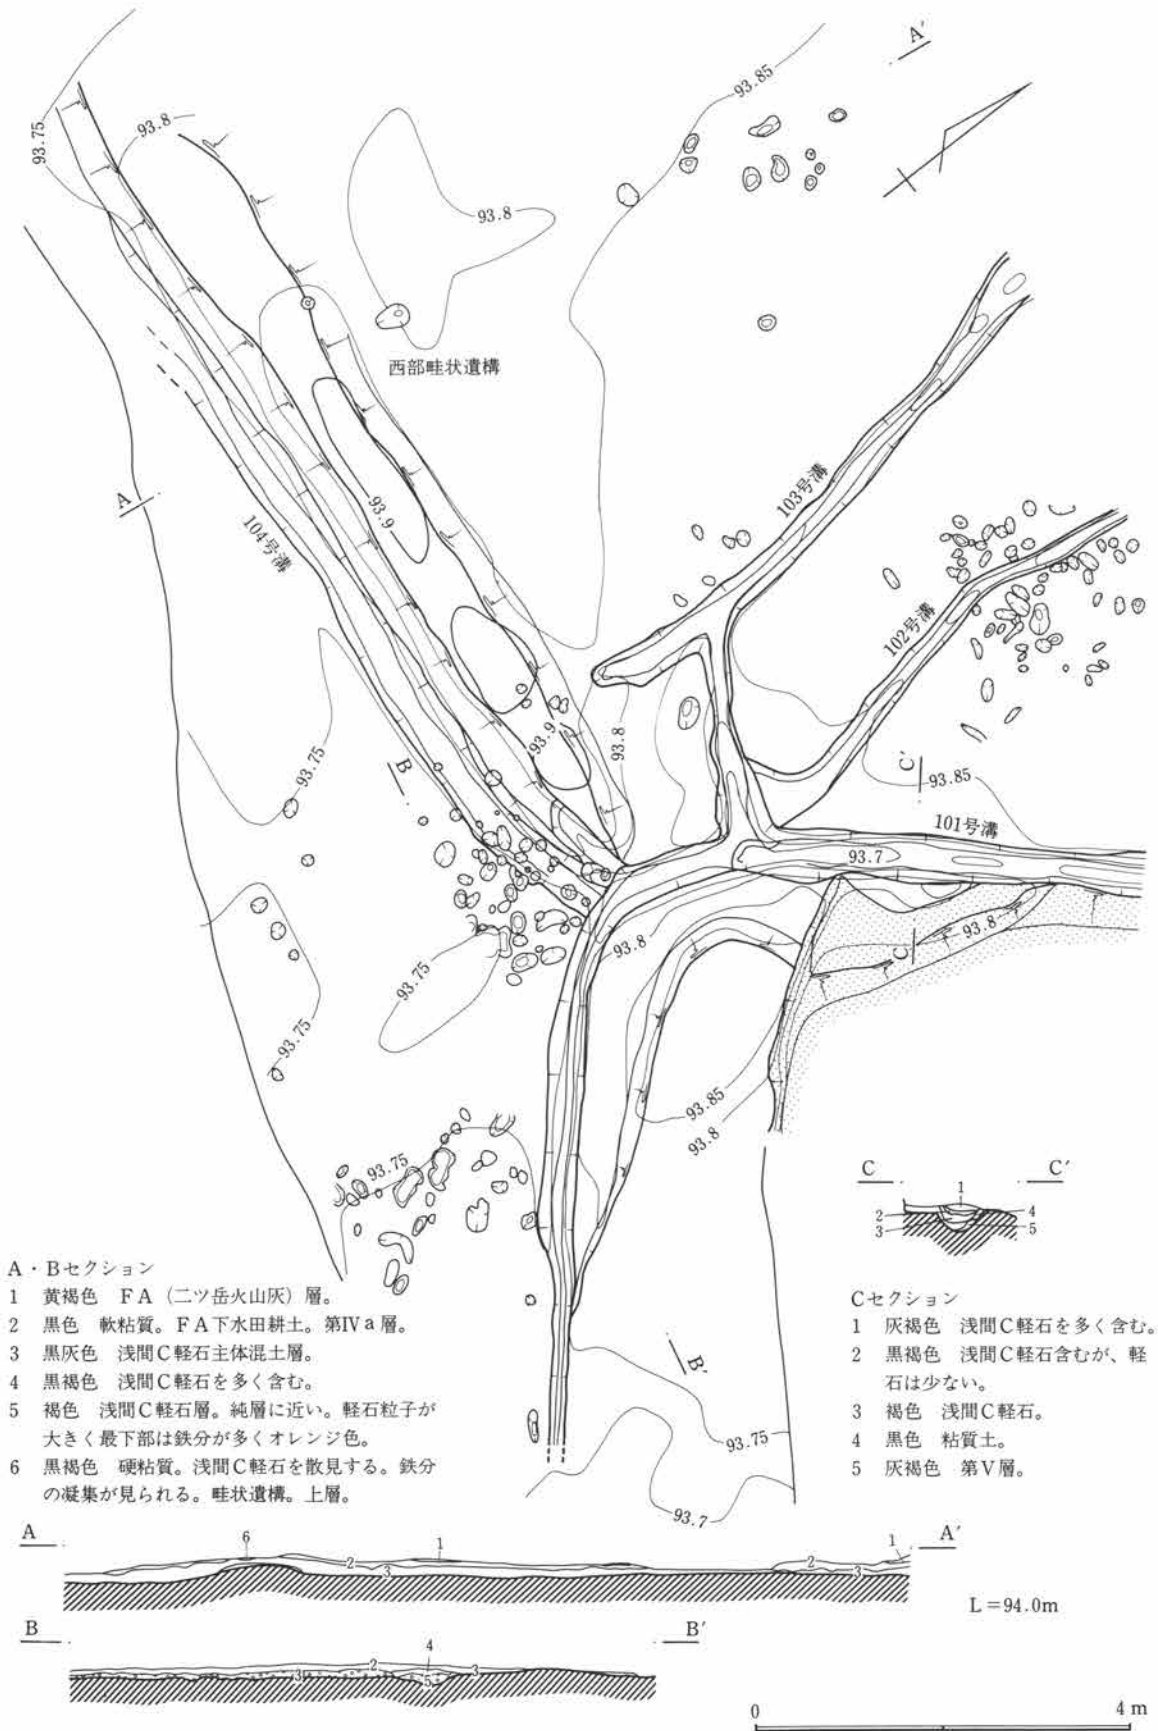 A′
93.85
93.75
93.8
93.8
西部畦状遺構
A
93.9
104号溝
103号溝
102号溝
93.9
93.8
93.75
B
C′
93.85
101号溝
93.7
93.8
93.8
C
93.75
93.75
93.85
93.8
93.75
B′
93.75
93.7
C C′
1
2 4
3 5
A・Bセクション
1 黄褐色 FA（二ツ岳火山灰）層。
2 黒色 軟粘質。FA下水田耕土。第Ⅳa層。
3 黒灰色 浅間C軽石主体混土層。
4 黒褐色 浅間C軽石を多く含む。
5 褐色 浅間C軽石層。純層に近い。軽石粒子が
大きく最下部は鉄分が多くオレンジ色。
6 黒褐色 硬粘質。浅間C軽石を散見する。鉄分
の凝集が見られる。畦状遺構。上層。
Cセクション
1 灰褐色 浅間C軽石を多く含む。
2 黒褐色 浅間C軽石含むが、軽
石は少ない。
3 褐色 浅間C軽石。
4 黒色 粘質土。
5 灰褐色 第Ⅴ層。
A A′
6 1 1
2 3 2 3
L＝94.0m
B B′
4
3 2 5 3
0 4m